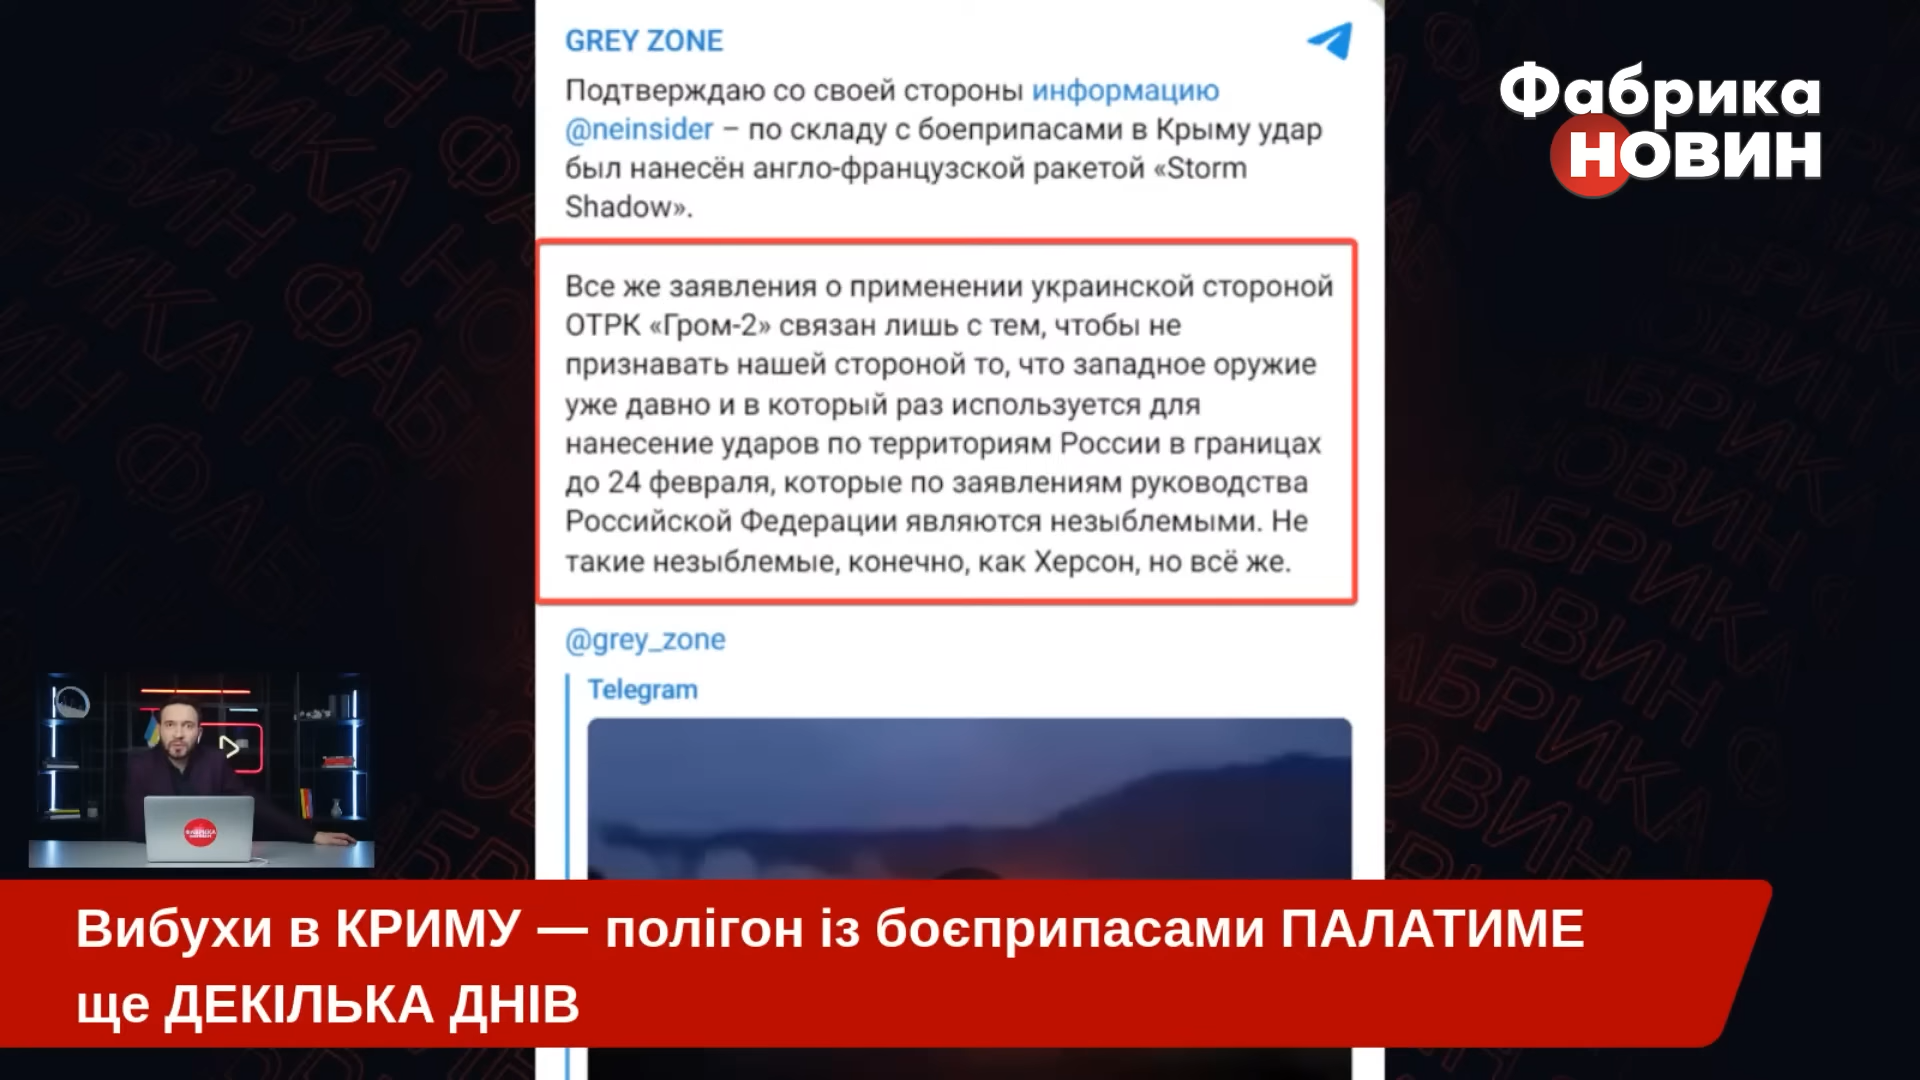 GREY ZONE
Подтверждаю со своей стороны информацию
@neinsider – по складу с боеприпасами в Крыму удар
был нанесён англо-французской ракетой «Storm
Shadow».
Все же заявления о применении украинской стороной
ОТРК «Гром-2» связан лишь с тем, чтобы не
признавать нашей стороной то, что западное оружие
уже давно и в который раз используется для
нанесение ударов по территориям России в границах
до 24 февраля, которые по заявлениям руководства
Российской Федерации являются незыблемыми. Не
такие незыблемые, конечно, как Херсон, но всё же.
@grey_zone
Telegram
Фабрика
новин
Вибухи в КРИМУ — полігон із боєприпасами ПАЛАТИМЕ
ще ДЕКІЛЬКА ДНІВ